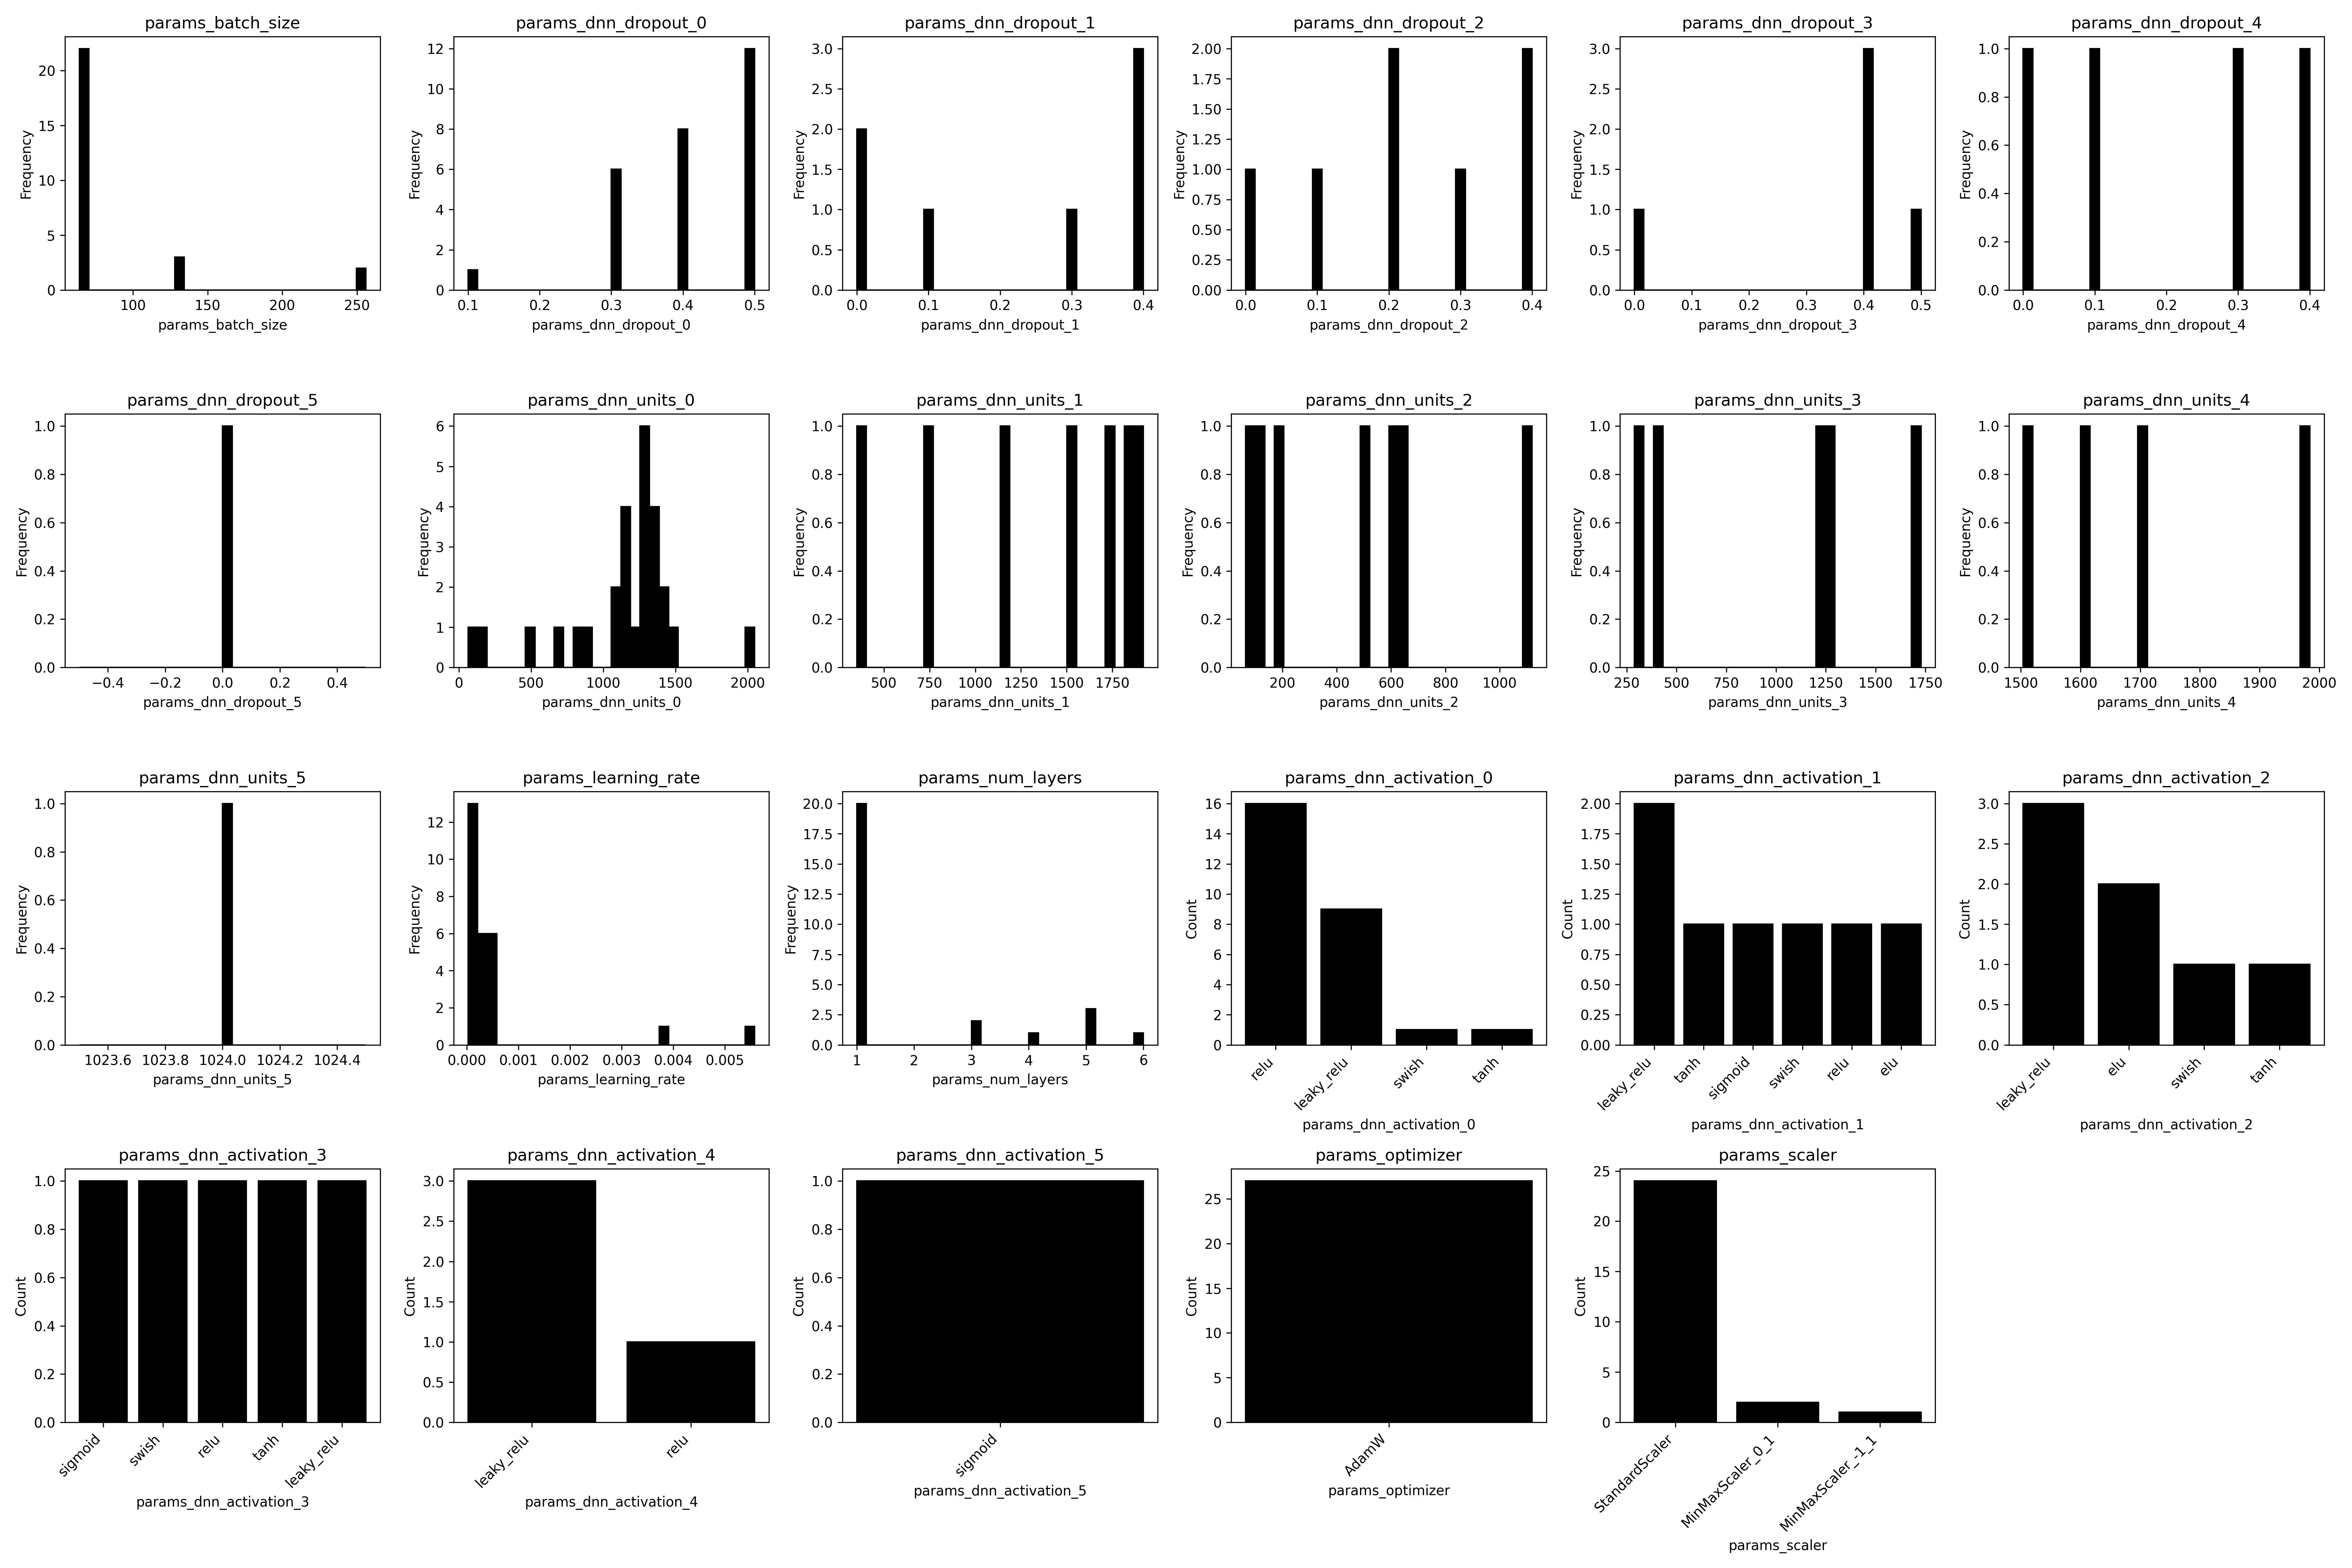 params_batch_size
Frequency
0
5
10
15
20
100
150
200
250
params_batch_size
params_dnn_dropout_0
Frequency
0
2
4
6
8
10
12
0.1
0.2
0.3
0.4
0.5
params_dnn_dropout_0
params_dnn_dropout_1
Frequency
0.0
0.5
1.0
1.5
2.0
2.5
3.0
0.0
0.1
0.2
0.3
0.4
params_dnn_dropout_1
params_dnn_dropout_2
Frequency
0.00
0.25
0.50
0.75
1.00
1.25
1.50
1.75
2.00
0.0
0.1
0.2
0.3
0.4
params_dnn_dropout_2
params_dnn_dropout_3
Frequency
0.0
0.5
1.0
1.5
2.0
2.5
3.0
0.0
0.1
0.2
0.3
0.4
0.5
params_dnn_dropout_3
params_dnn_dropout_4
Frequency
0.0
0.2
0.4
0.6
0.8
1.0
0.0
0.1
0.2
0.3
0.4
params_dnn_dropout_4
params_dnn_dropout_5
Frequency
0.0
0.2
0.4
0.6
0.8
1.0
−0.4
−0.2
0.0
0.2
0.4
params_dnn_dropout_5
params_dnn_units_0
Frequency
0
1
2
3
4
5
6
0
500
1000
1500
2000
params_dnn_units_0
params_dnn_units_1
Frequency
0.0
0.2
0.4
0.6
0.8
1.0
500
750
1000
1250
1500
1750
params_dnn_units_1
params_dnn_units_2
Frequency
0.0
0.2
0.4
0.6
0.8
1.0
200
400
600
800
1000
params_dnn_units_2
params_dnn_units_3
Frequency
0.0
0.2
0.4
0.6
0.8
1.0
250
500
750
1000
1250
1500
1750
params_dnn_units_3
params_dnn_units_4
Frequency
0.0
0.2
0.4
0.6
0.8
1.0
1500
1600
1700
1800
1900
2000
params_dnn_units_4
params_dnn_units_5
Frequency
0.0
0.2
0.4
0.6
0.8
1.0
1023.6
1023.8
1024.0
1024.2
1024.4
params_dnn_units_5
params_learning_rate
Frequency
0
2
4
6
8
10
12
0.000
0.001
0.002
0.003
0.004
0.005
params_learning_rate
params_num_layers
Frequency
0.0
2.5
5.0
7.5
10.0
12.5
15.0
17.5
20.0
1
2
3
4
5
6
params_num_layers
params_dnn_activation_0
Count
0
2
4
6
8
10
12
14
16
relu
leaky_relu
swish
tanh
params_dnn_activation_0
params_dnn_activation_1
Count
0.00
0.25
0.50
0.75
1.00
1.25
1.50
1.75
2.00
leaky_relu
tanh
sigmoid
swish
relu
elu
params_dnn_activation_1
params_dnn_activation_2
Count
0.0
0.5
1.0
1.5
2.0
2.5
3.0
leaky_relu
elu
swish
tanh
params_dnn_activation_2
params_dnn_activation_3
Count
0.0
0.2
0.4
0.6
0.8
1.0
sigmoid
swish
relu
tanh
leaky_relu
params_dnn_activation_3
params_dnn_activation_4
Count
0.0
0.5
1.0
1.5
2.0
2.5
3.0
leaky_relu
relu
params_dnn_activation_4
params_dnn_activation_5
Count
0.0
0.2
0.4
0.6
0.8
1.0
sigmoid
params_dnn_activation_5
params_optimizer
Count
0
5
10
15
20
25
AdamW
params_optimizer
params_scaler
Count
0
5
10
15
20
25
StandardScaler
MinMaxScaler_0_1
MinMaxScaler_-1_1
params_scaler